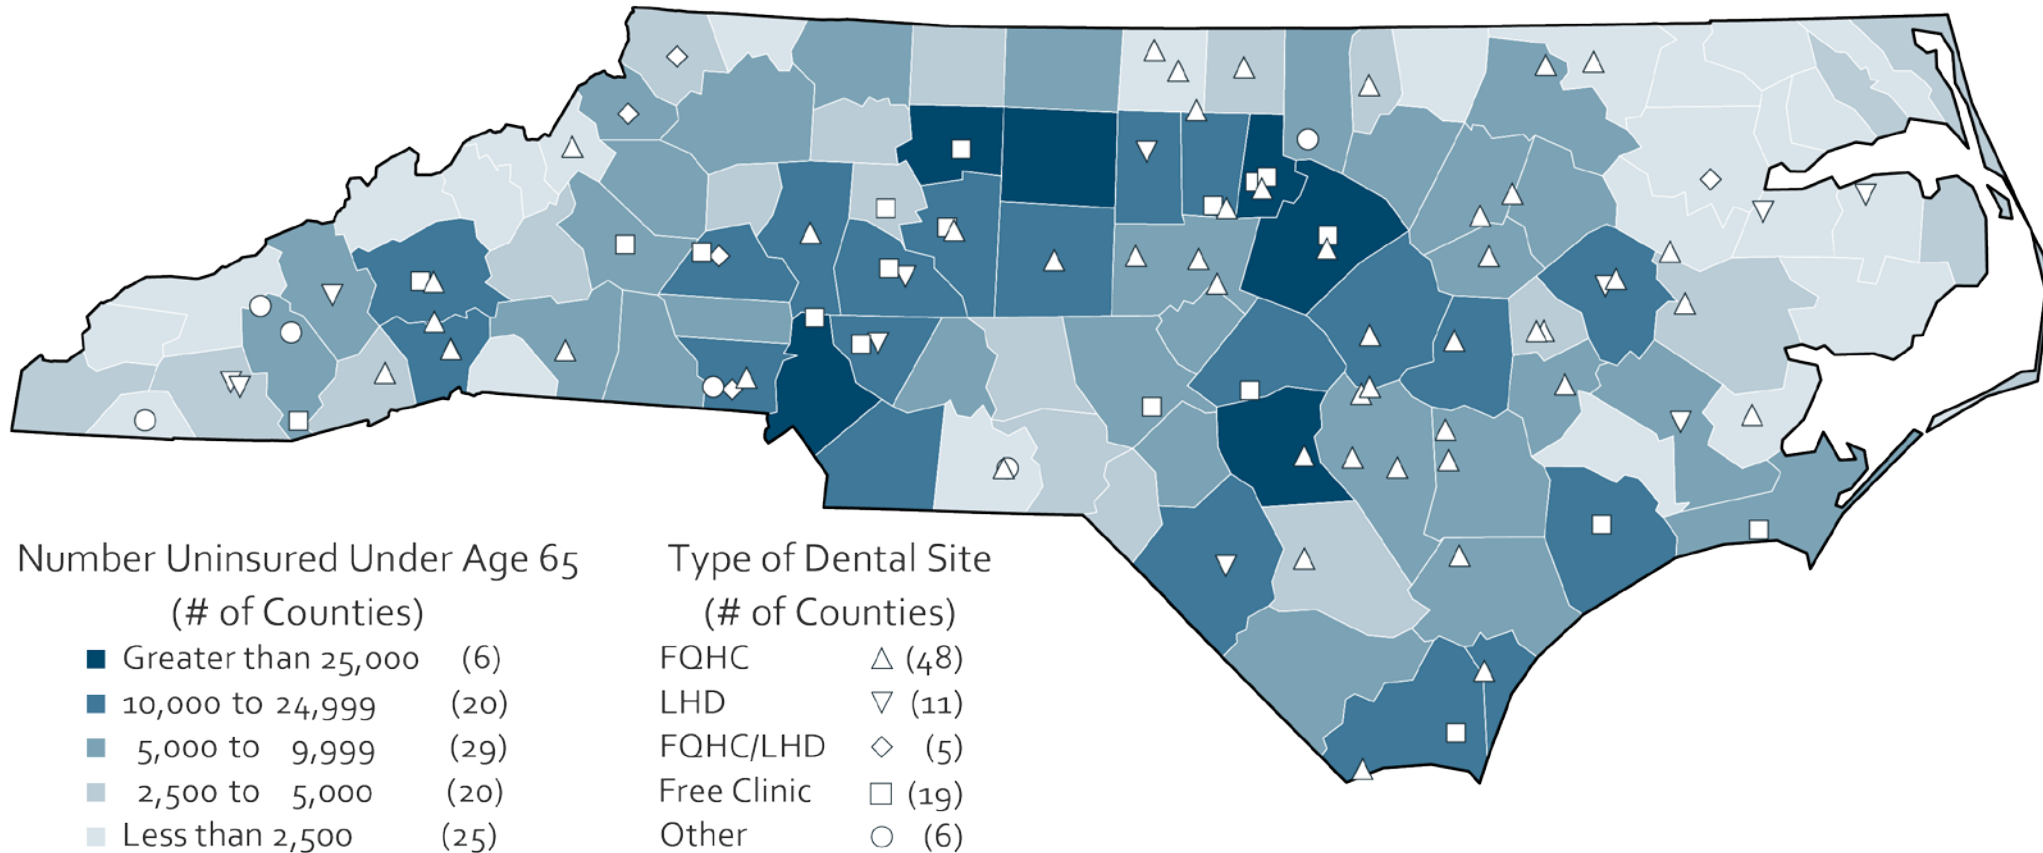 Number Uninsured Under Age 65
(# of Counties)
Greater than 25,000 (6)
10,000 to 24,999 (20)
5,000 to 9,999 (29)
2,500 to 5,000 (20)
Less than 2,500 (25)
Type of Dental Site
(# of Counties)
FQHC (48)
LHD (11)
FQHC/LHD (5)
Free Clinic (19)
Other (6)